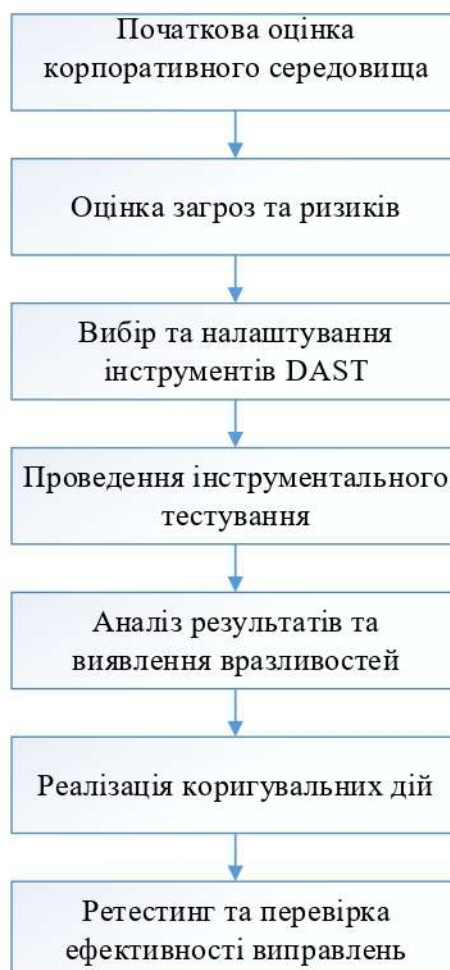 Початкова оцінка
корпоративного середовища
Оцінка загроз та ризиків
Вибір та налаштування
інструментів DAST
Проведення інструментального
тестування
Аналіз результатів та
виявлення вразливостей
Реалізація коригувальних дій
Ретестинг та перевірка
ефективності виправлень